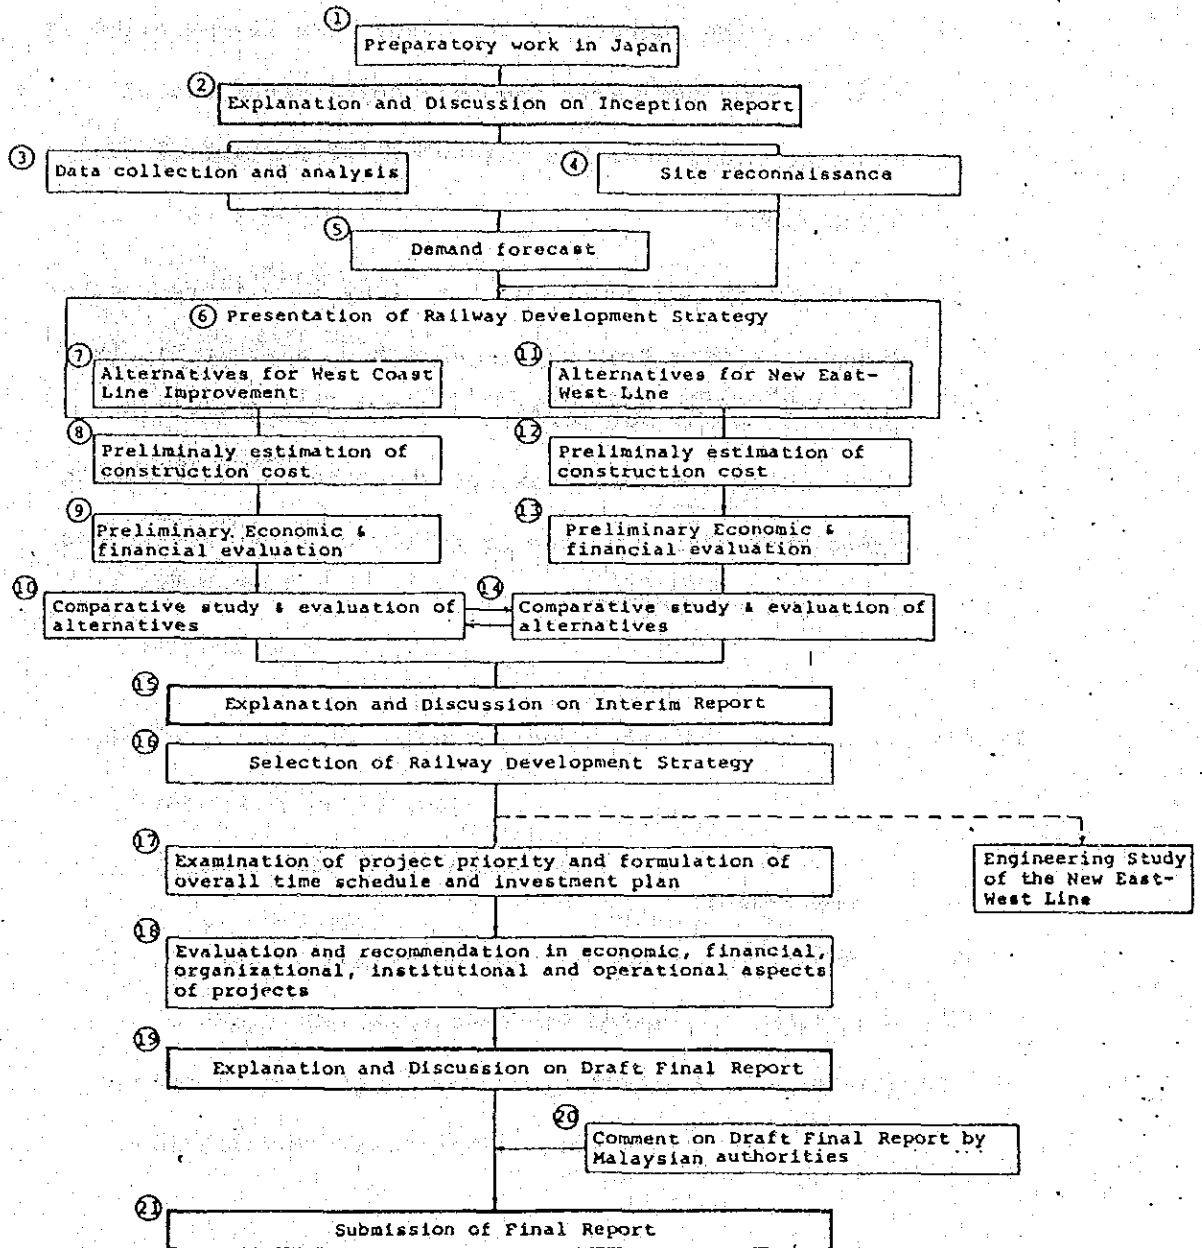 ① Preparatory work in Japan
② Explanation and Discussion on Inception Report
③ Data collection and analysis
④ Site reconnaissance
⑤ Demand forecast
⑥ Presentation of Railway Development Strategy
⑦ Alternatives for West Coast
Line Improvement
⑪ Alternatives for New East-
West Line
⑧ Preliminaly estimation of
construction cost
⑫ Preliminaly estimation of
construction cost
⑨ Preliminary Economic &
financial evaluation
⑬ Preliminary Economic &
financial evaluation
⑩ Comparative study & evaluation of
alternatives
⑭ Comparative study & evaluation of
alternatives
⑮ Explanation and Discussion on Interim Report
⑯ Selection of Railway Development Strategy
⑰ Examination of project priority and formulation of
overall time schedule and investment plan
Engineering Study
of the New East-
West Line
⑱ Evaluation and recommendation in economic, financial,
organizational, institutional and operational aspects
of projects
⑲ Explanation and Discussion on Draft Final Report
⑳ Comment on Draft Final Report by
Malaysian authorities
㉑ Submission of Final Report